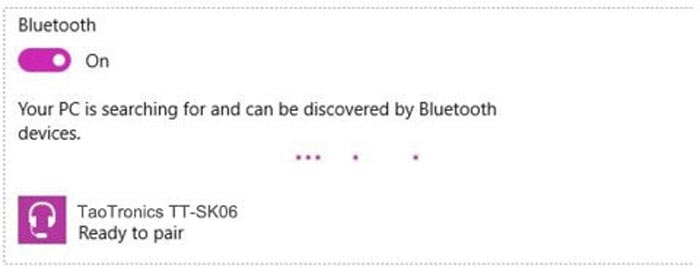 Bluetooth
On
Your PC is searching for and can be discovered by Bluetooth
devices.
TaoTronics TT-SK06
Ready to pair